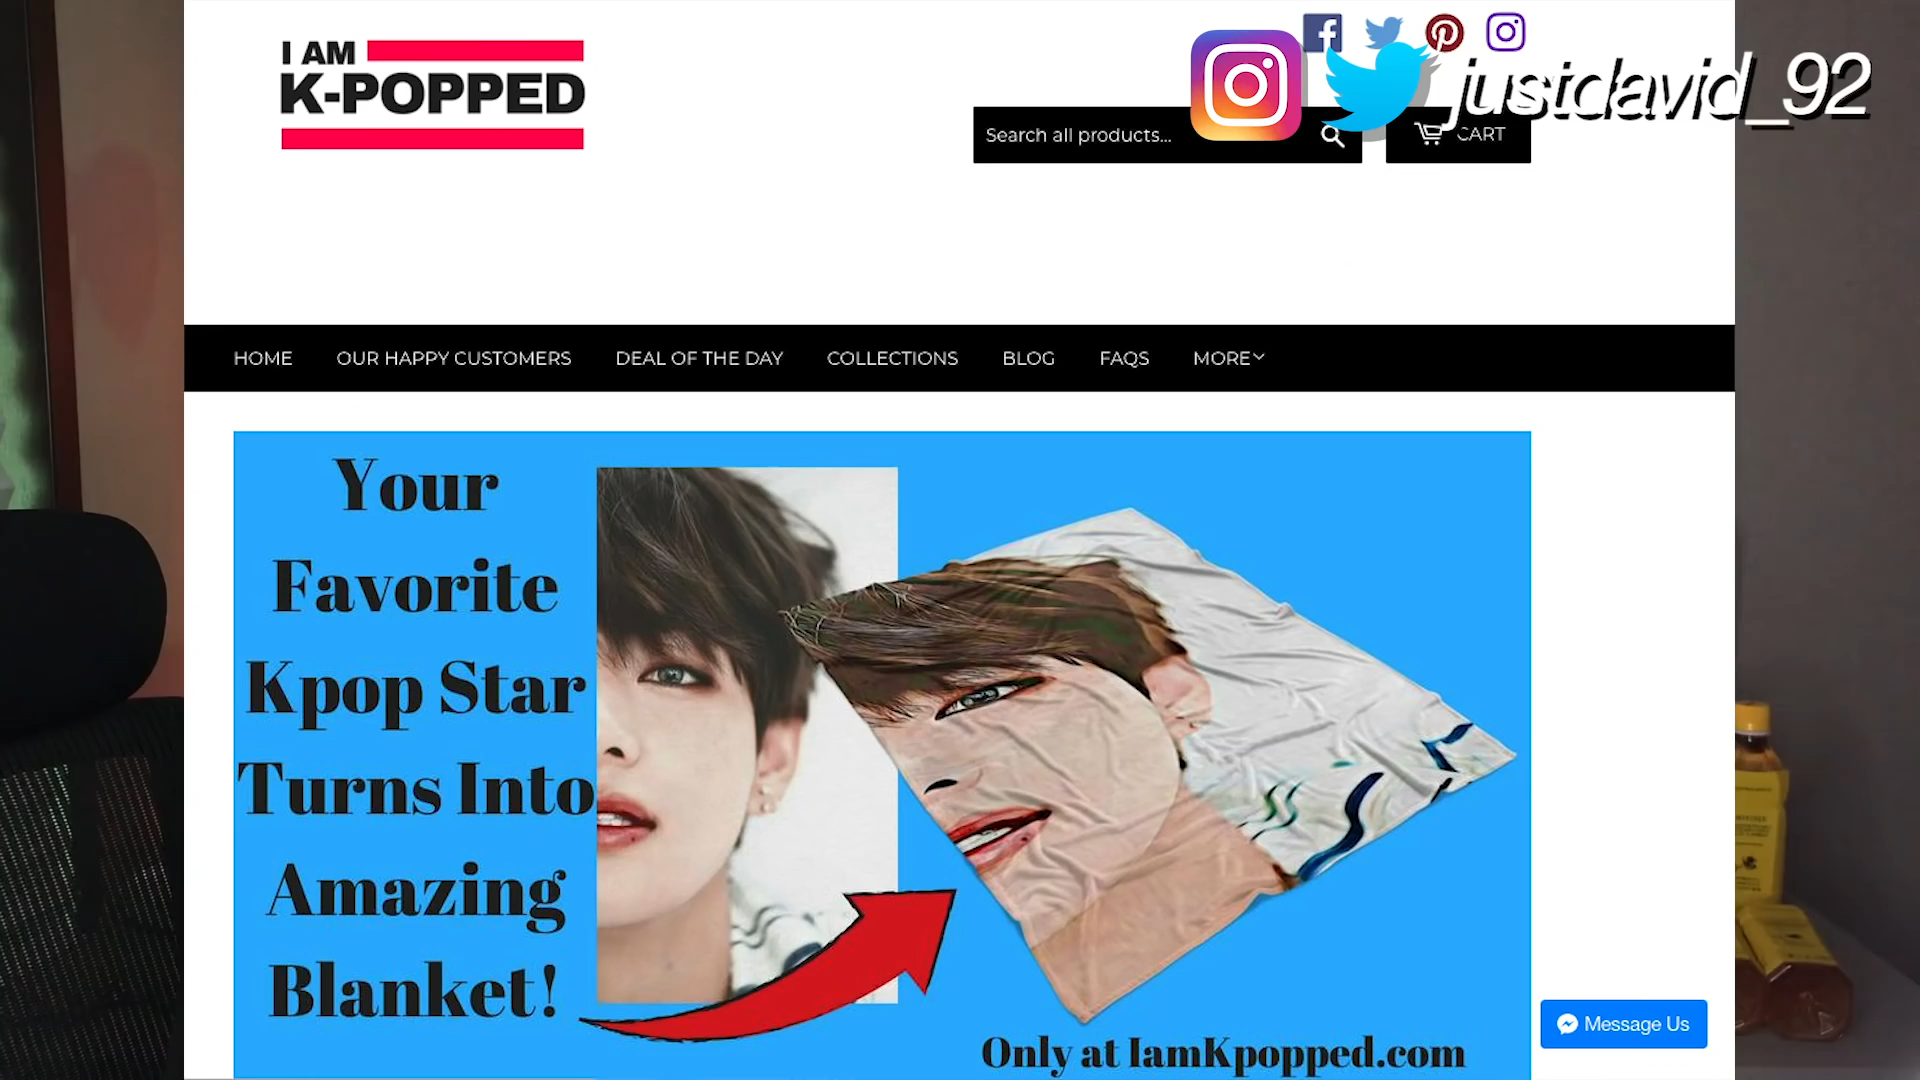 I AM
K-POPPED
justdavid_92
Search all products...
CART
HOME
OUR HAPPY CUSTOMERS
DEAL OF THE DAY
COLLECTIONS
BLOG
FAQS
MORE
Your
Favorite
Kpop Star
Turns Into
Amazing
Blanket!
Only at IamKpopped.com
Message Us